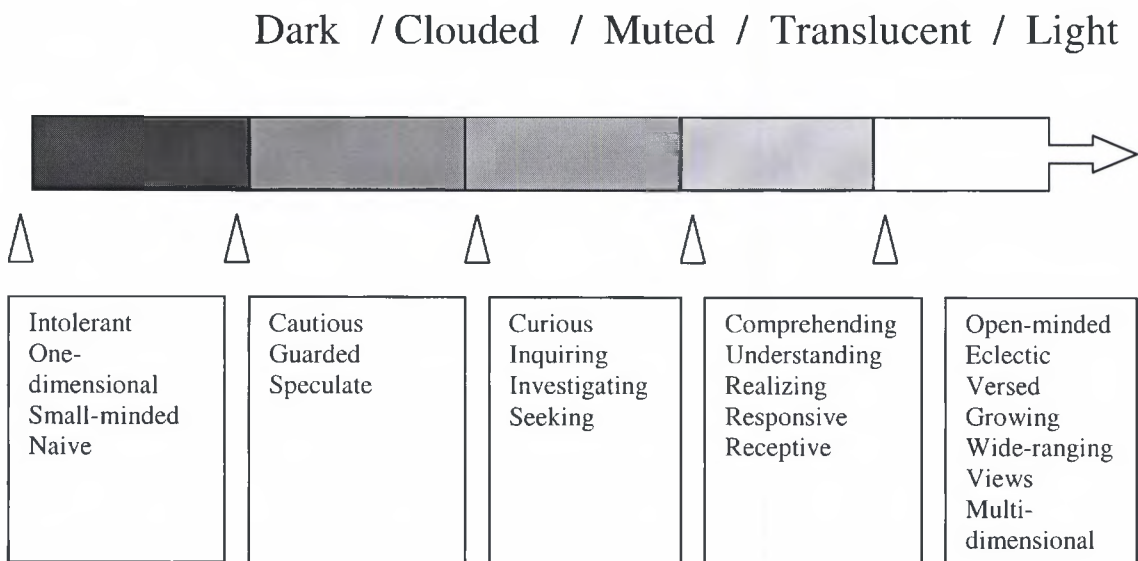 Dark / Clouded / Muted / Translucent / Light
Intolerant
One-
dimensional
Small-minded
Naive
Cautious
Guarded
Speculate
Curious
Inquiring
Investigating
Seeking
Comprehending
Understanding
Realizing
Responsive
Receptive
Open-minded
Eclectic
Versed
Growing
Wide-ranging
Views
Multi-
dimensional